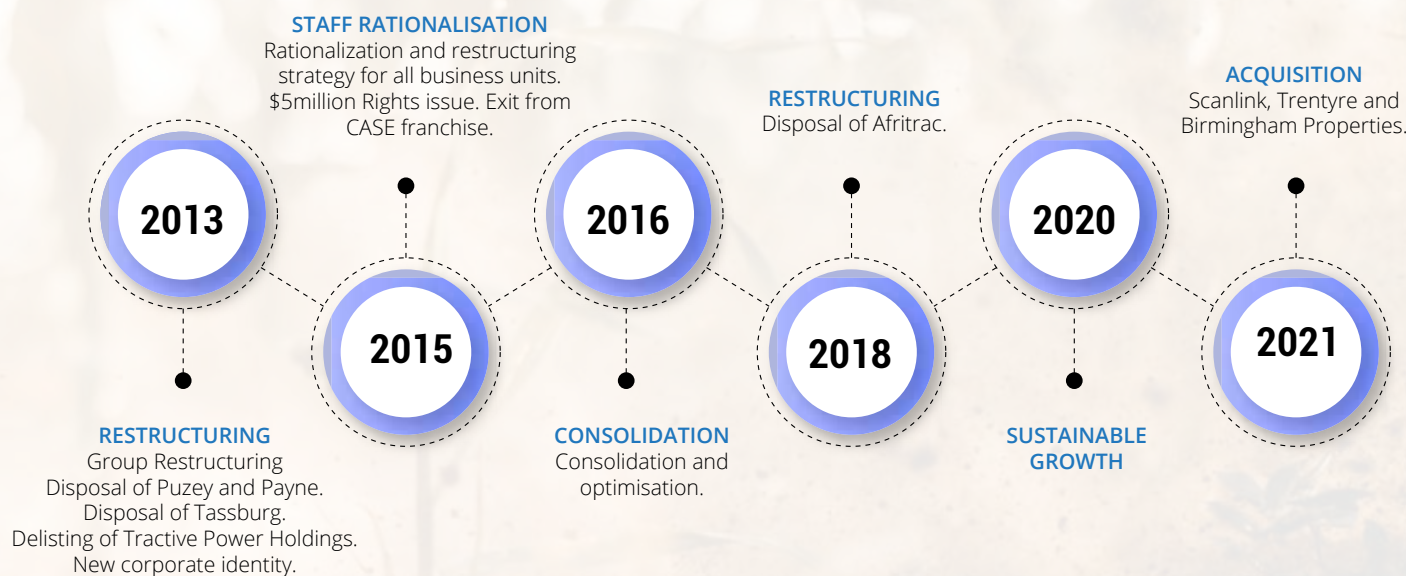 2013
RESTRUCTURING
Group Restructuring
Disposal of Puzey and Payne.
Disposal of Tassburg.
Delisting of Tractive Power Holdings.
New corporate identity.
STAFF RATIONALISATION
Rationalization and restructuring
strategy for all business units.
$5million Rights issue. Exit from
CASE franchise.
2015
2016
CONSOLIDATION
Consolidation and
optimisation.
RESTRUCTURING
Disposal of Afritrac.
2018
2020
SUSTAINABLE
GROWTH
ACQUISITION
Scanlink, Trentyre and
Birmingham Properties.
2021